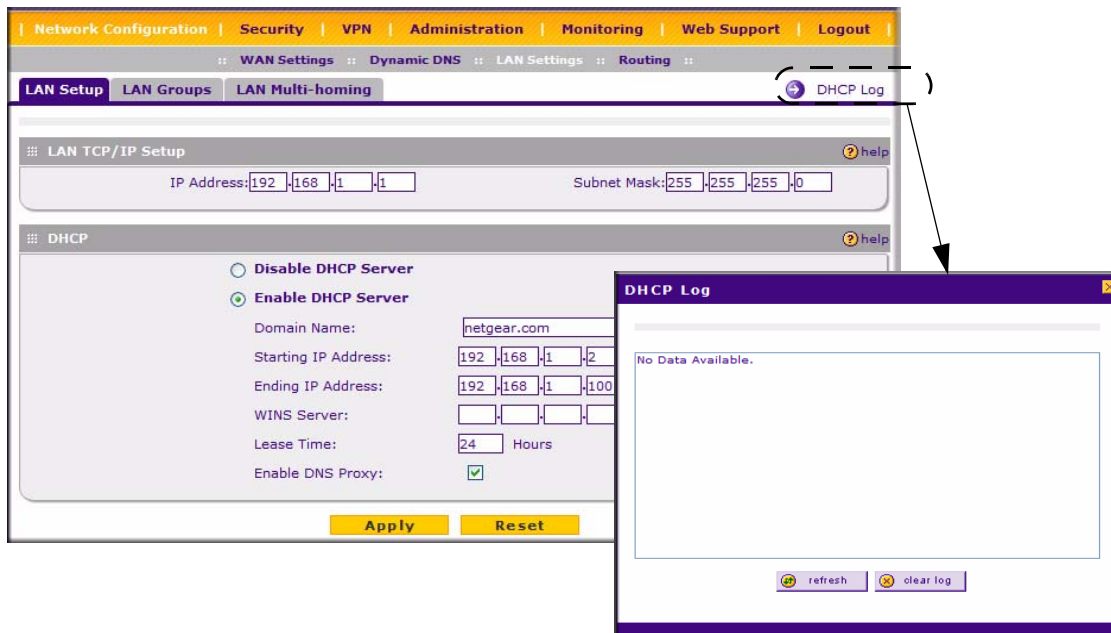 | Network Configuration | Security | VPN | Administration | Monitoring | Web Support | Logout |
:: WAN Settings :: Dynamic DNS :: LAN Settings :: Routing ::
LAN Setup LAN Groups LAN Multi-homing DHCP Log
LAN TCP/IP Setup help
IP Address: 192 . 168 . 1 . 1 Subnet Mask: 255 . 255 . 255 . 0
DHCP help
Disable DHCP Server
Enable DHCP Server
Domain Name: netgear.com
Starting IP Address: 192 . 168 . 1 . 2
Ending IP Address: 192 . 168 . 1 . 100
WINS Server: . . .
Lease Time: 24 Hours
Enable DNS Proxy:
Apply Reset
DHCP Log
No Data Available.
refresh clear log